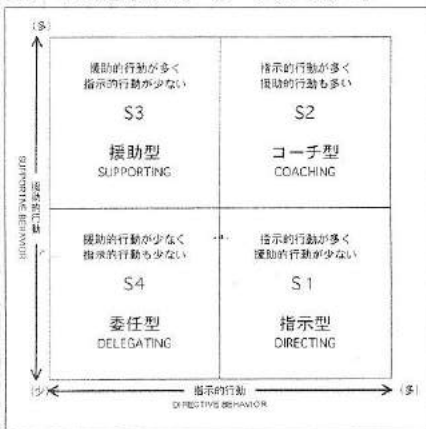 (多)
援助的行動が多く
指示的行動が少ない
S3
援助型
SUPPORTING
指示的行動が多く
援助的行動も多い
S2
コーチ型
COACHING
援助的行動
SUPPORTIVE BEHAVIOR
援助的行動が少なく
指示的行動も少ない
S4
委任型
DELEGATING
指示的行動が多く
援助的行動が少ない
S1
指示型
DIRECTING
(少)
指示的行動
(多)
DIRECTIVE BEHAVIOR